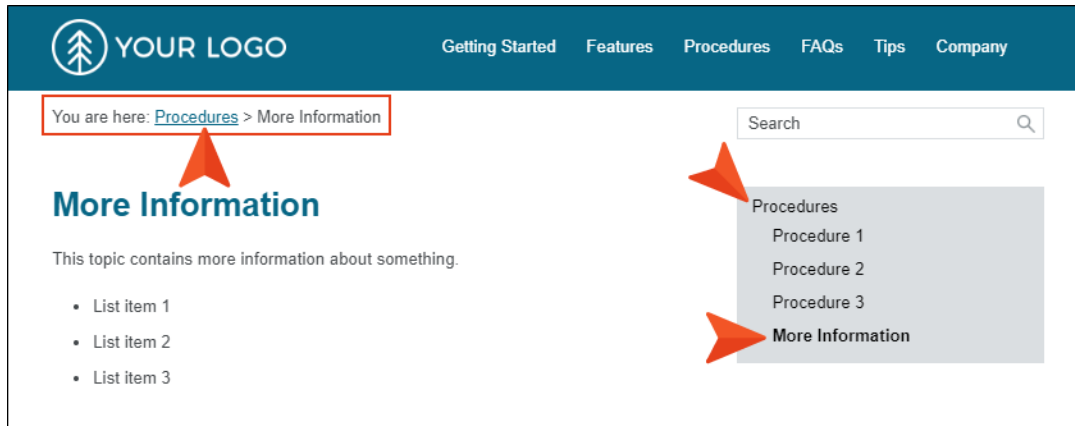 YOUR LOGO
Getting Started Features Procedures FAQs Tips Company
You are here: Procedures > More Information
Search
More Information
This topic contains more information about something.
• List item 1
• List item 2
• List item 3
Procedures
Procedure 1
Procedure 2
Procedure 3
More Information